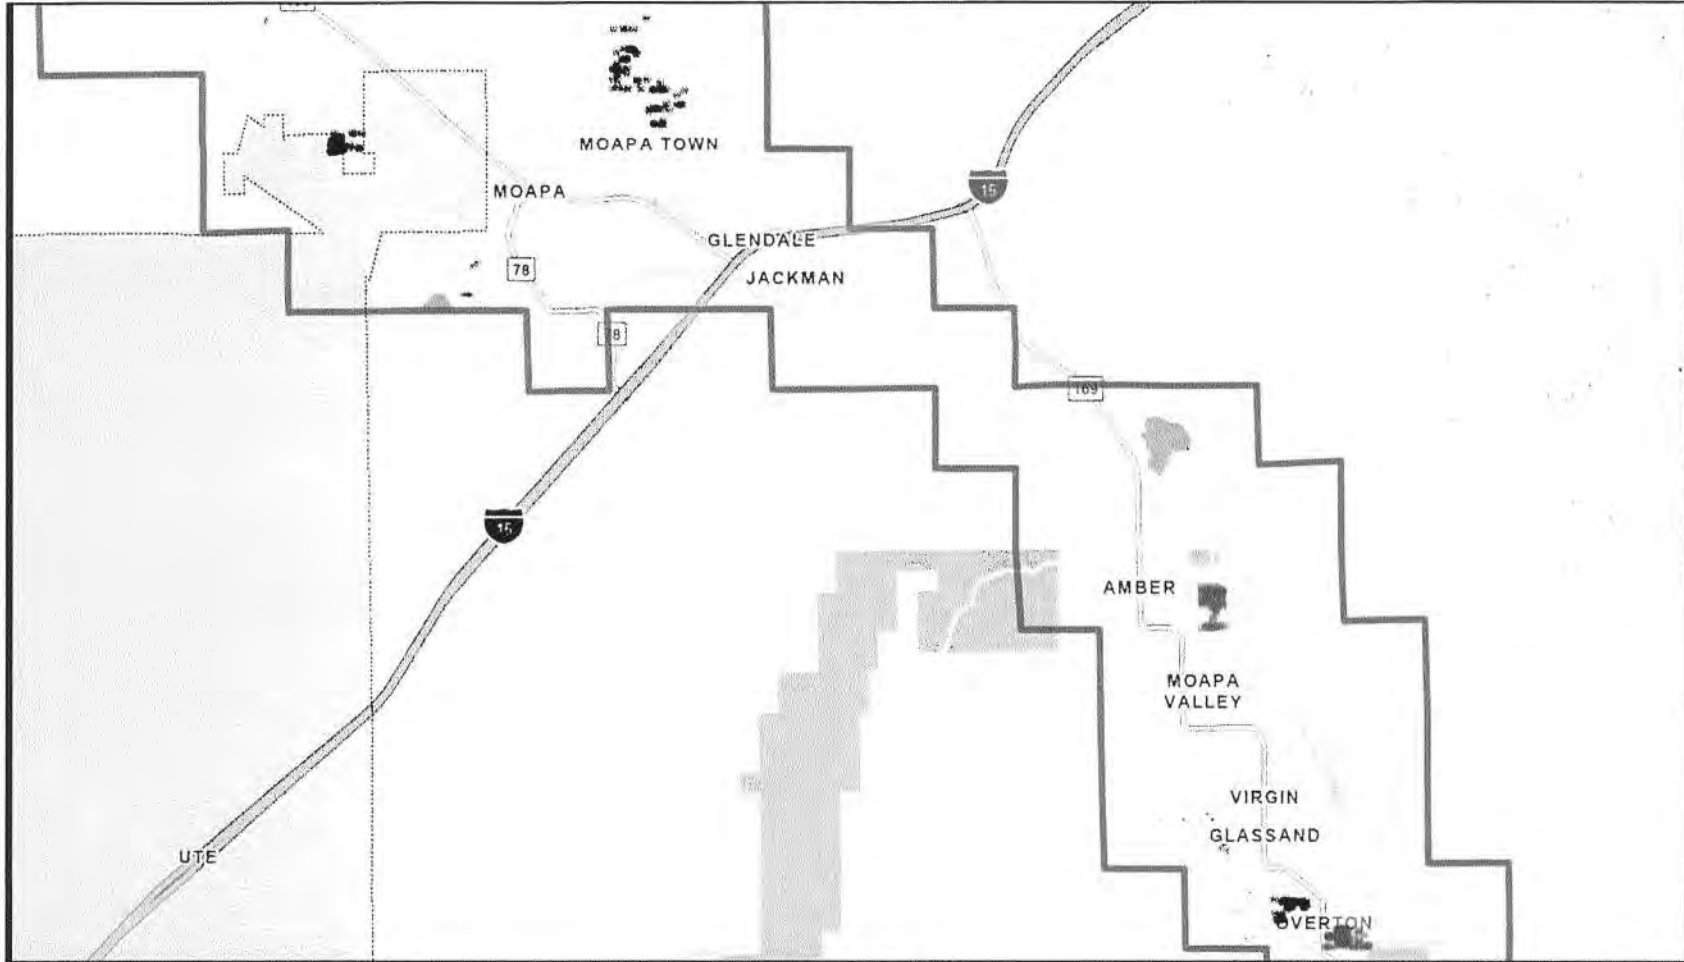 MOAPA TOWN
MOAPA
15
GLENDALE
78
JACKMAN
78
169
15
AMBER
MOAPA
VALLEY
VIRGIN
GLASSAND
UTE
OVERTON